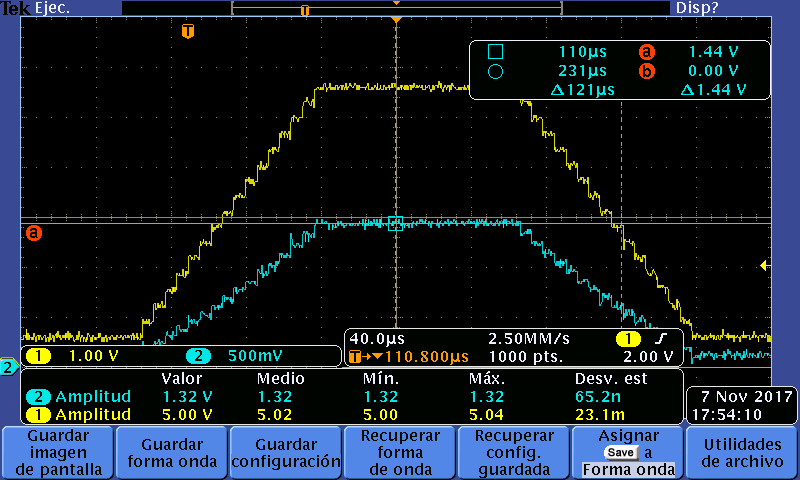 Tek Ejec. Disp?
T
T
110µs a 1.44 V
231µs b 0.00 V
Δ121µs Δ1.44 V
a
40.0µs 2.50MM/s 1
1 1.00 V 2 500mV T→▼110.800µs 1000 pts. 2.00 V
2
Valor Medio Mín. Máx. Desv. est
2 Amplitud 1.32 V 1.32 1.32 1.32 65.2n
1 Amplitud 5.00 V 5.02 5.00 5.04 23.1m
7 Nov 2017
17:54:10
Guardar
imagen
de pantalla
Guardar
forma onda
Guardar
configuración
Recuperar
forma
de onda
Recuperar
config.
guardada
Asignar
Save a
Forma onda
Utilidades
de archivo